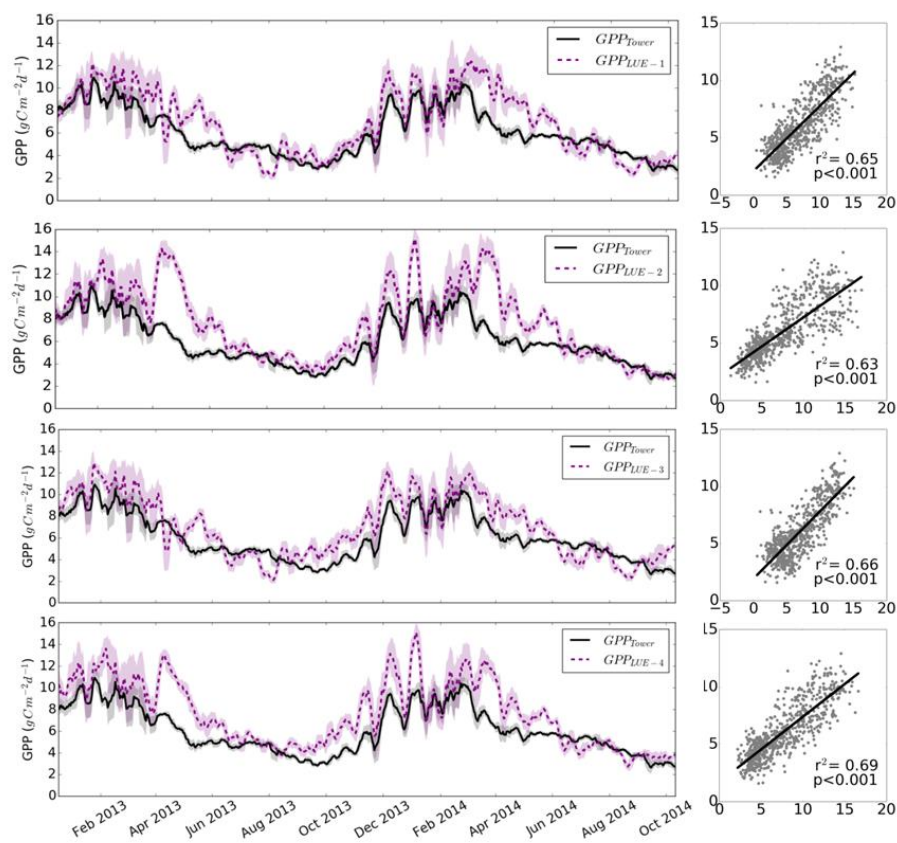 16
14
12
10
8
6
4
2
0
GPP (gCm⁻²d⁻¹)
GPP_Tower
GPP_LUE-1
15
10
5
0
−5 0 5 10 15 20
r² = 0.65
p<0.001
16
14
12
10
8
6
4
2
0
GPP (gCm⁻²d⁻¹)
GPP_Tower
GPP_LUE-2
15
10
5
0
0 5 10 15 20
r² = 0.63
p<0.001
16
14
12
10
8
6
4
2
0
GPP (gCm⁻²d⁻¹)
GPP_Tower
GPP_LUE-3
15
10
5
0
−5 0 5 10 15 20
r² = 0.66
p<0.001
16
14
12
10
8
6
4
2
0
GPP (gCm⁻²d⁻¹)
GPP_Tower
GPP_LUE-4
Feb 2013 Apr 2013 Jun 2013 Aug 2013 Oct 2013 Dec 2013 Feb 2014 Apr 2014 Jun 2014 Aug 2014 Oct 2014
15
10
5
0
0 5 10 15 20
r² = 0.69
p<0.001